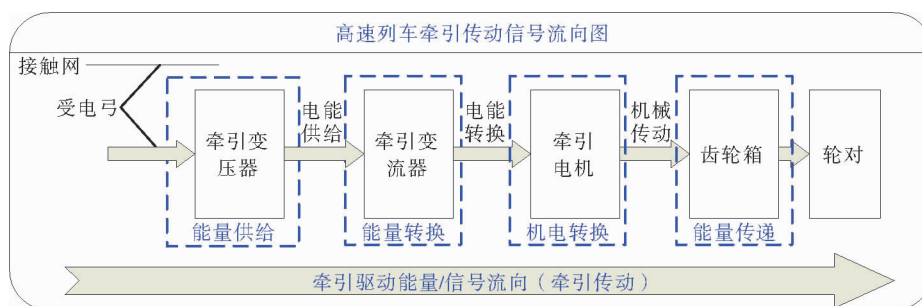 高速列车牵引传动信号流向图
接触网
受电弓
牵引变
压器
电能
供给
牵引变
流器
电能
转换
牵引
电机
机械
传动
齿轮箱
轮对
能量供给
能量转换
机电转换
能量传递
牵引驱动能量/信号流向（牵引传动）